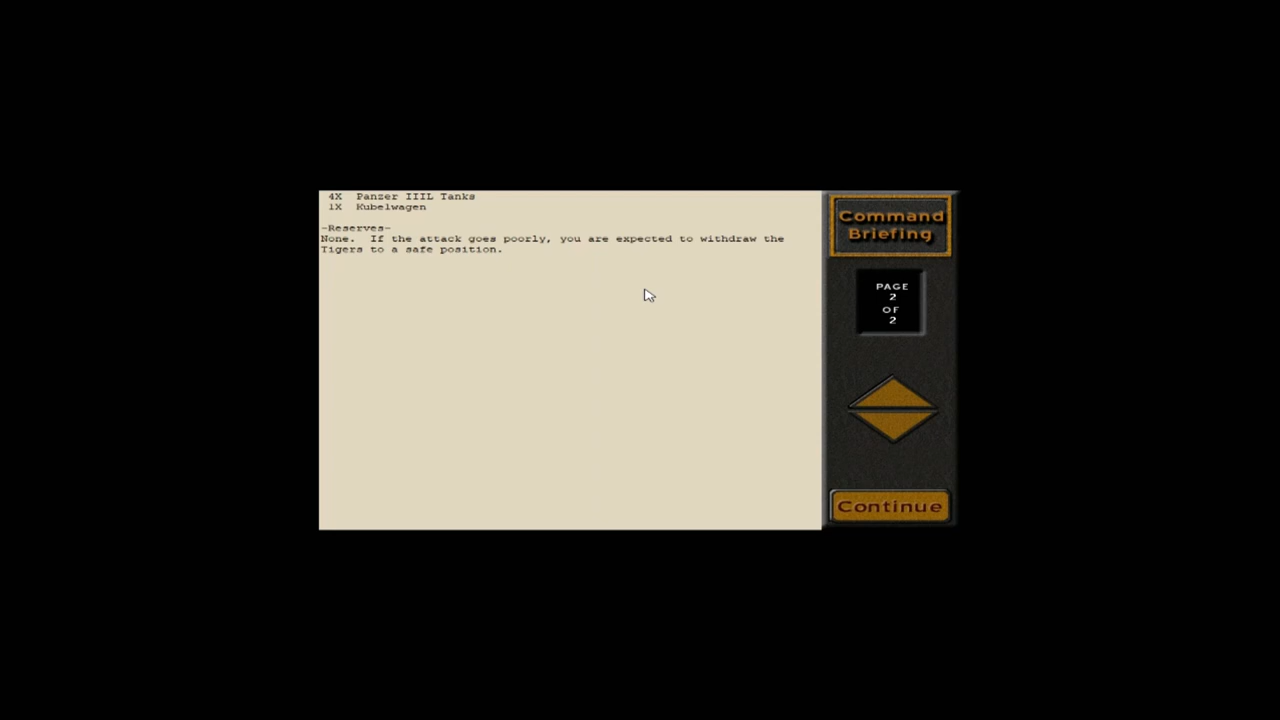 4X  Panzer IIIL Tanks
1X  Kubelwagen
-Reserves-
None.  If the attack goes poorly, you are expected to withdraw the
Tigers to a safe position.
Command
Briefing
PAGE
2
OF
2
Continue